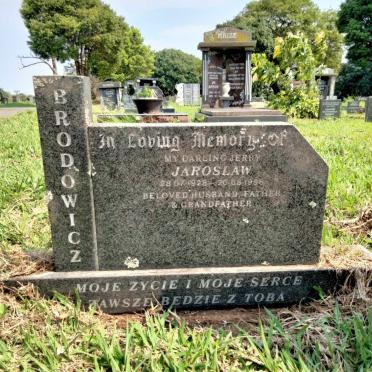 KRIZE
BRODOWICZ
In Loving Memory Of
MY DARLING JERRY
JAROSLAW
BELOVED HUSBAND, FATHER
& GRANDFATHER
MOJE ZYCIE I MOJE SERCE
ZAWSZE BEDZIE Z TOBA